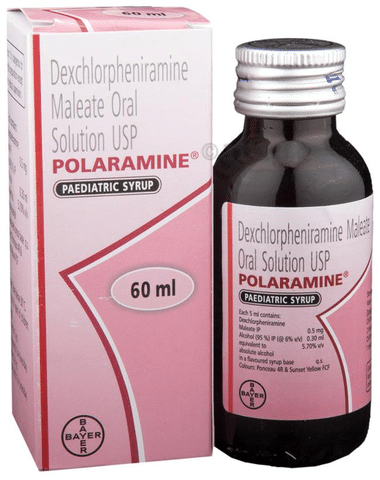 Dexchlorpheniramine
Maleate Oral
Solution USP
POLARAMINE®
PAEDIATRIC SYRUP
60 ml
BAYER
BAYER
Dexchlorpheniramine Maleate
Oral Solution USP
POLARAMINE®
PAEDIATRIC SYRUP
Each 5 ml contains:
Dexchlorpheniramine
Maleate IP 0.5 mg
Alcohol (95 %) IP (@ 6% v/v) 0.30 ml
equivalent to 5.70% v/v
absolute alcohol
in a flavoured syrup base q.s.
Colours: Ponceau 4R & Sunset Yellow FCF
BAYER
BAYER